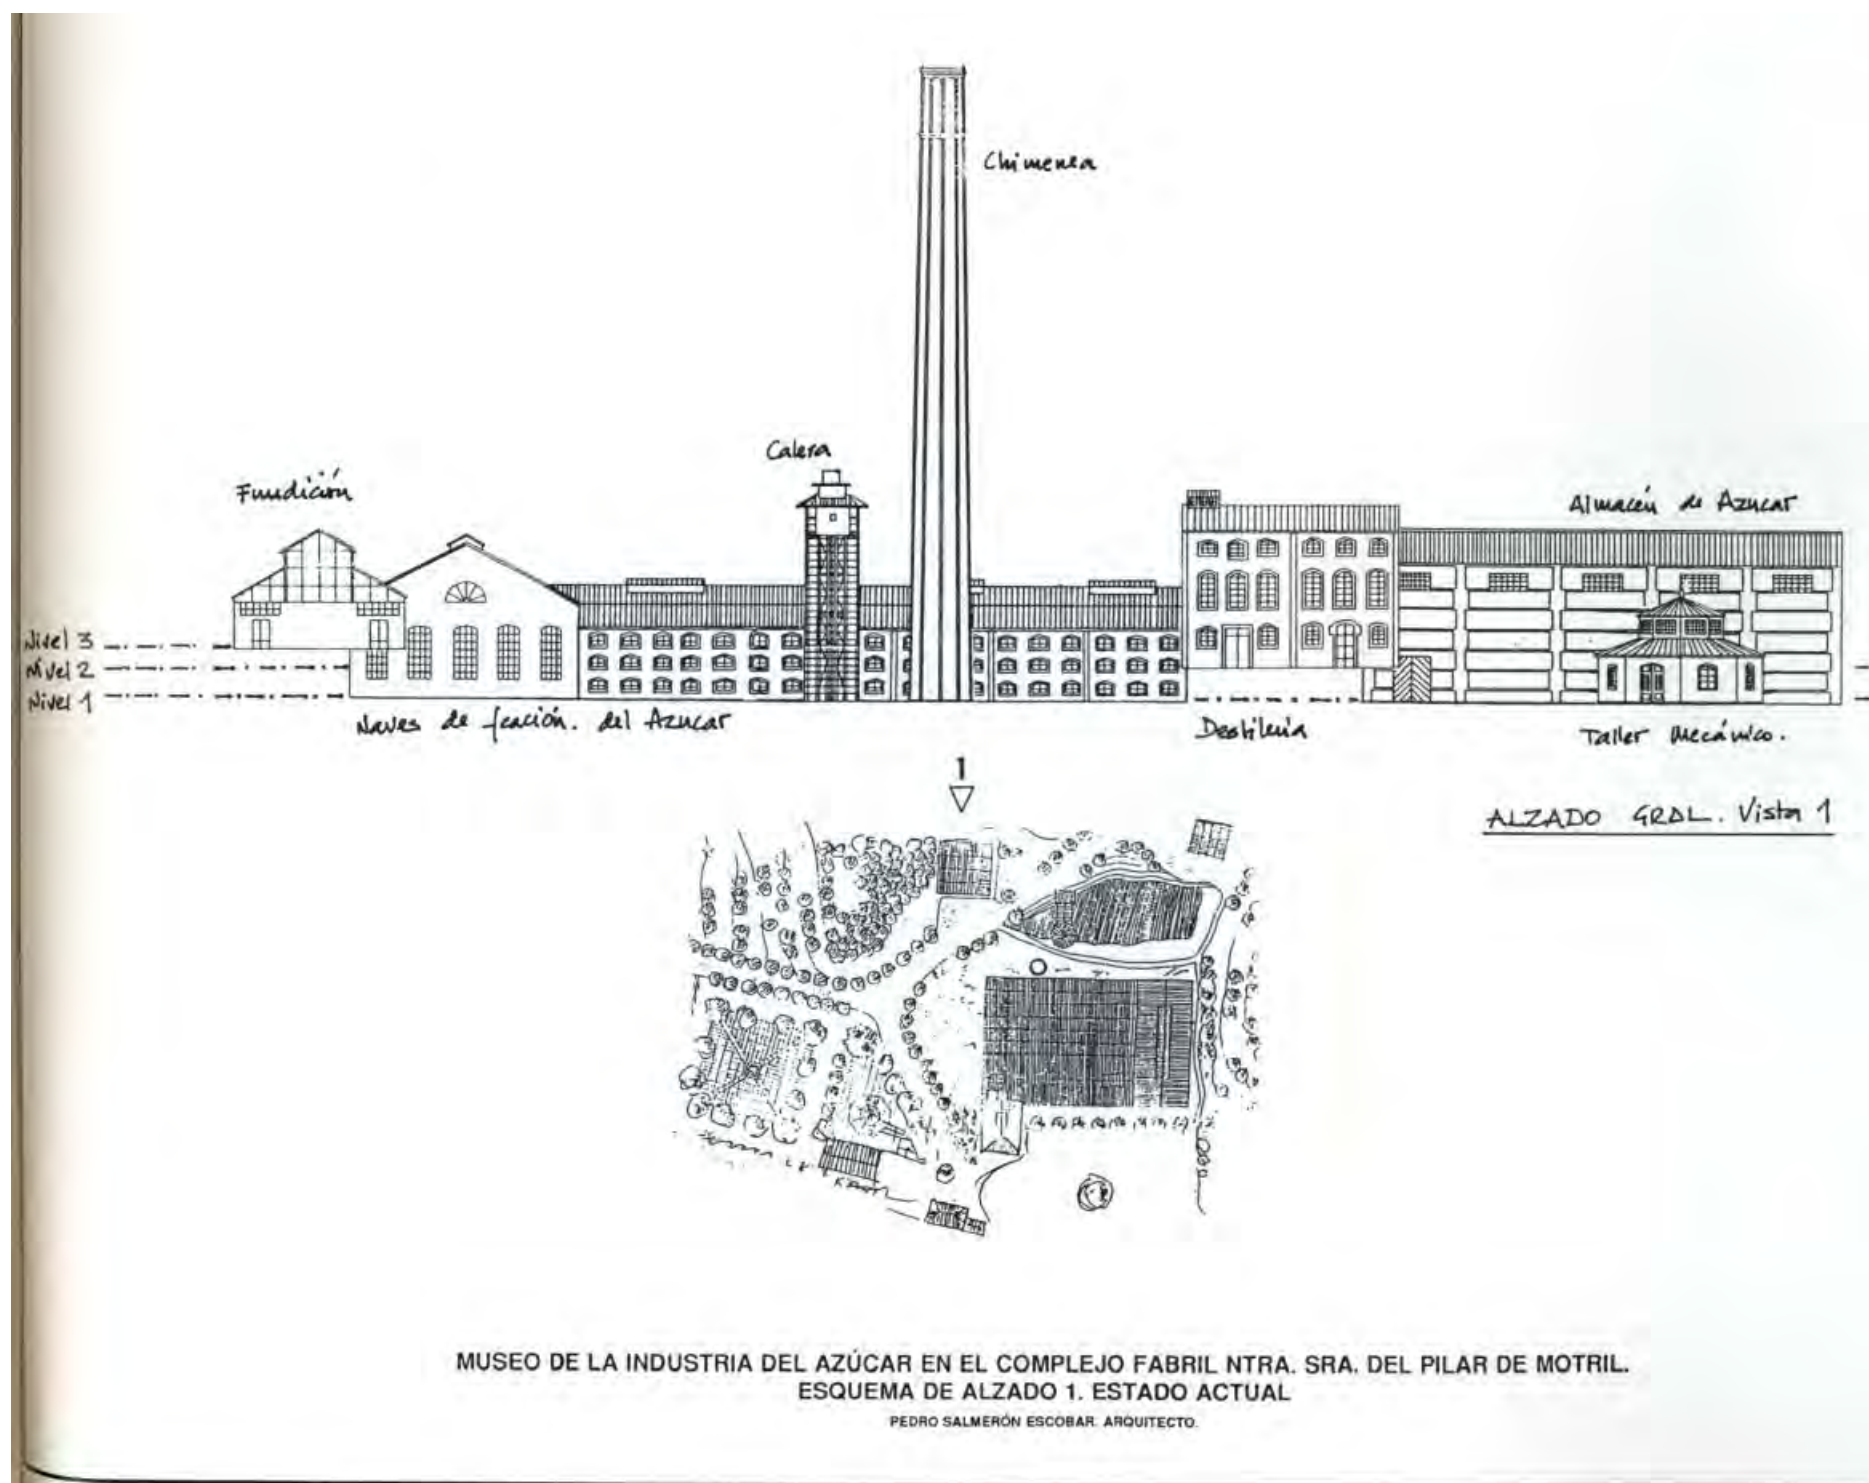 Chimenea
Calera
Fundición
Almacén de Azucar
Nivel 3
Nivel 2
Nivel 1
Naves de fcación. del Azucar
Destilería
Taller Mecánico.
1
ALZADO GRAL. Vista 1
MUSEO DE LA INDUSTRIA DEL AZÚCAR EN EL COMPLEJO FABRIL NTRA. SRA. DEL PILAR DE MOTRIL.
ESQUEMA DE ALZADO 1. ESTADO ACTUAL
PEDRO SALMERÓN ESCOBAR. ARQUITECTO.